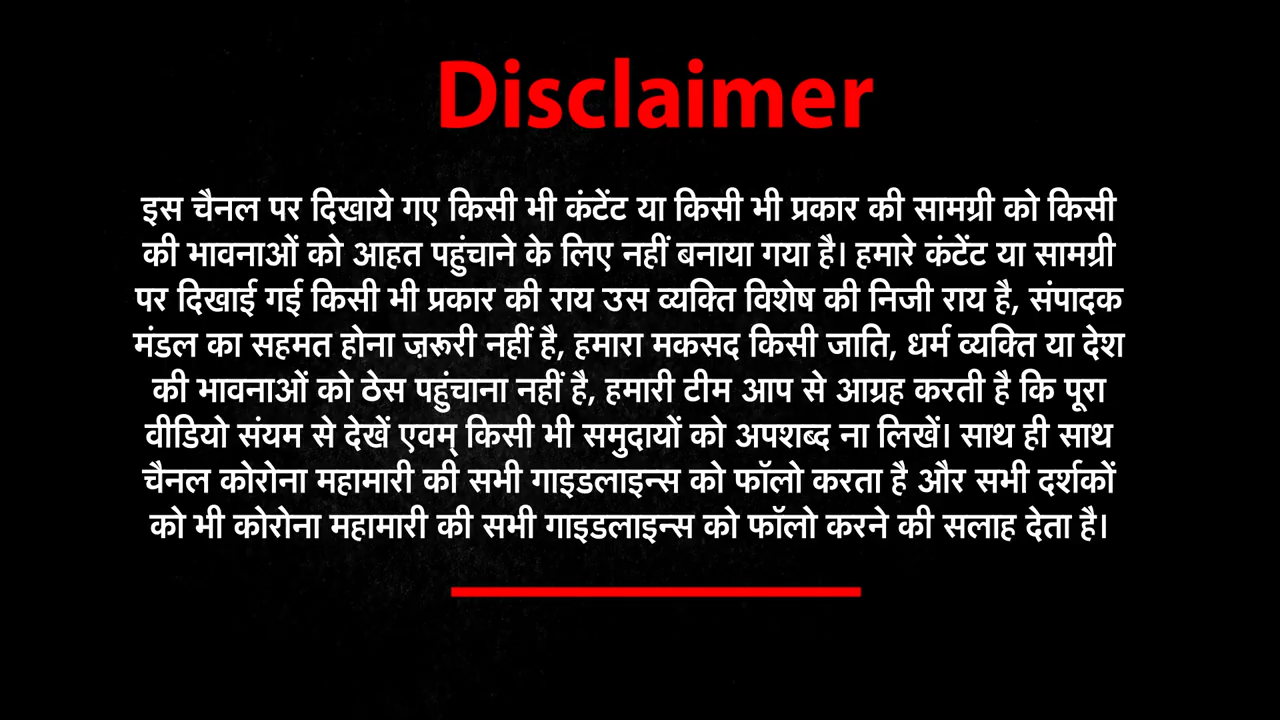 Disclaimer
इस चैनल पर दिखाये गए किसी भी कंटेंट या किसी भी प्रकार की सामग्री को किसी
की भावनाओं को आहत पहुंचाने के लिए नहीं बनाया गया है। हमारे कंटेंट या सामग्री
पर दिखाई गई किसी भी प्रकार की राय उस व्यक्ति विशेष की निजी राय है, संपादक
मंडल का सहमत होना ज़रूरी नहीं है, हमारा मकसद किसी जाति, धर्म व्यक्ति या देश
की भावनाओं को ठेस पहुंचाना नहीं है, हमारी टीम आप से आग्रह करती है कि पूरा
वीडियो संयम से देखें एवम् किसी भी समुदायों को अपशब्द ना लिखें। साथ ही साथ
चैनल कोरोना महामारी की सभी गाइडलाइन्स को फॉलो करता है और सभी दर्शकों
को भी कोरोना महामारी की सभी गाइडलाइन्स को फॉलो करने की सलाह देता है।